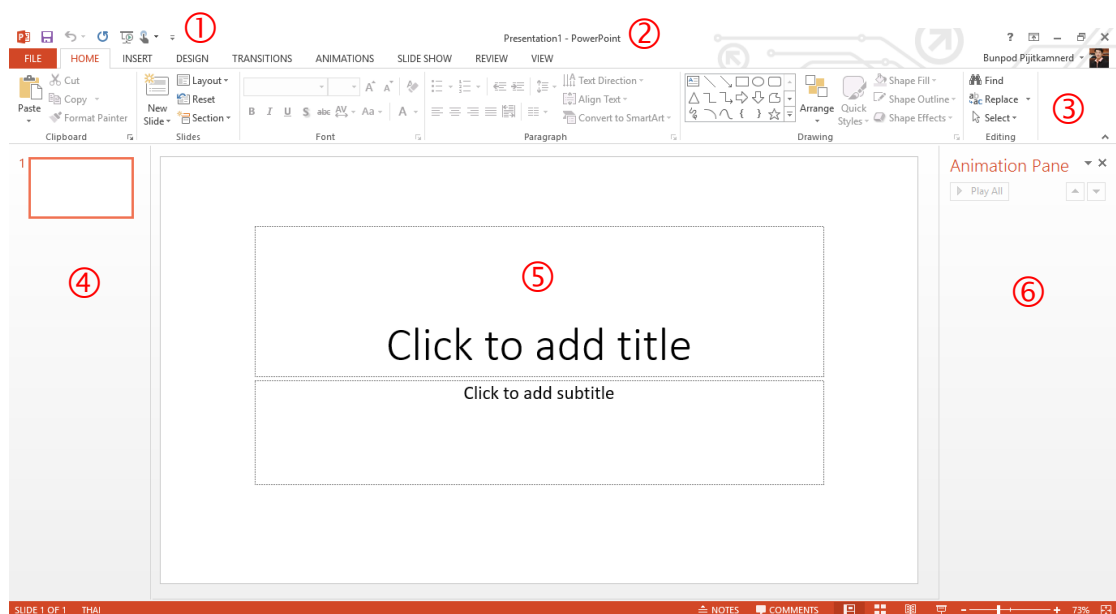 ①
Presentation1 - PowerPoint ②
FILE HOME INSERT DESIGN TRANSITIONS ANIMATIONS SLIDE SHOW REVIEW VIEW Bunpod Pijitkamnerd
Cut Layout Text Direction Shape Fill Find
Copy Reset Align Text Shape Outline Replace ③
Paste Format Painter New Slide Section B I U S abc AV Aa A Convert to SmartArt Arrange Quick Styles Shape Effects Select
Clipboard Slides Font Paragraph Drawing Editing
1
④
⑤
Click to add title
Click to add subtitle
Animation Pane
Play All
⑥
SLIDE 1 OF 1 THAI NOTES COMMENTS 73%